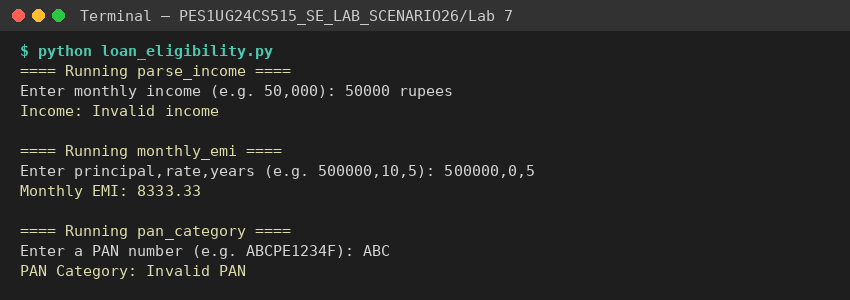 Terminal — PES1UG24CS515_SE_LAB_SCENARIO26/Lab 7
$ python loan_eligibility.py
==== Running parse_income ====
Enter monthly income (e.g. 50,000): 50000 rupees
Income: Invalid income
==== Running monthly_emi ====
Enter principal,rate,years (e.g. 500000,10,5): 500000,0,5
Monthly EMI: 8333.33
==== Running pan_category ====
Enter a PAN number (e.g. ABCPE1234F): ABC
PAN Category: Invalid PAN